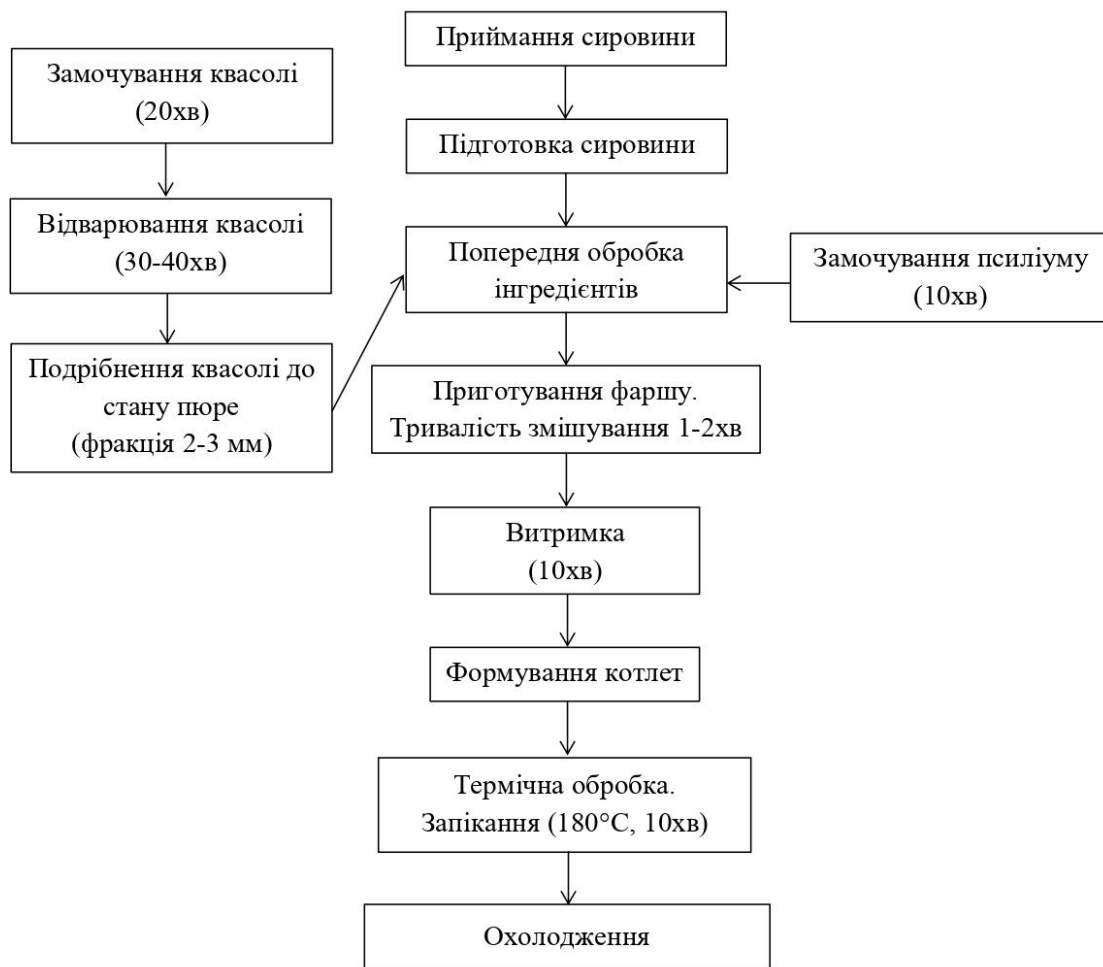 Приймання сировини
Замочування квасолі
(20хв)
Підготовка сировини
Відварювання квасолі
(30-40хв)
Попередня обробка
інгредієнтів
Замочування псиліуму
(10хв)
Подрібнення квасолі до
стану пюре
(фракція 2-3 мм)
Приготування фаршу.
Тривалість змішування 1-2хв
Витримка
(10хв)
Формування котлет
Термічна обробка.
Запікання (180°С, 10хв)
Охолодження